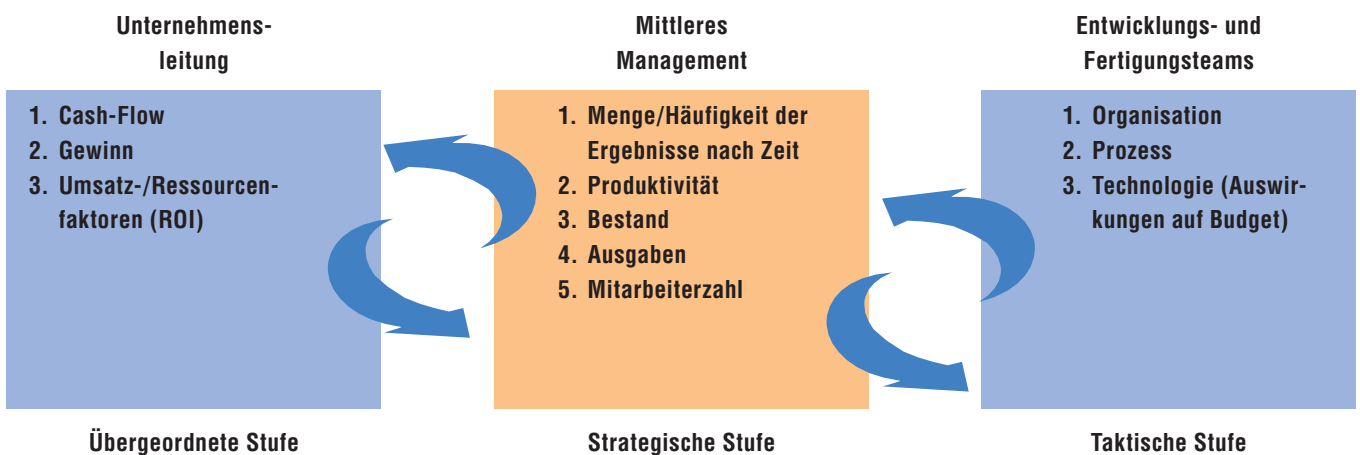 Unternehmens-
leitung
1. Cash-Flow
2. Gewinn
3. Umsatz-/Ressourcen-
faktoren (ROI)
Übergeordnete Stufe
Mittleres
Management
1. Menge/Häufigkeit der
Ergebnisse nach Zeit
2. Produktivität
3. Bestand
4. Ausgaben
5. Mitarbeiterzahl
Strategische Stufe
Entwicklungs- und
Fertigungsteams
1. Organisation
2. Prozess
3. Technologie (Auswir-
kungen auf Budget)
Taktische Stufe